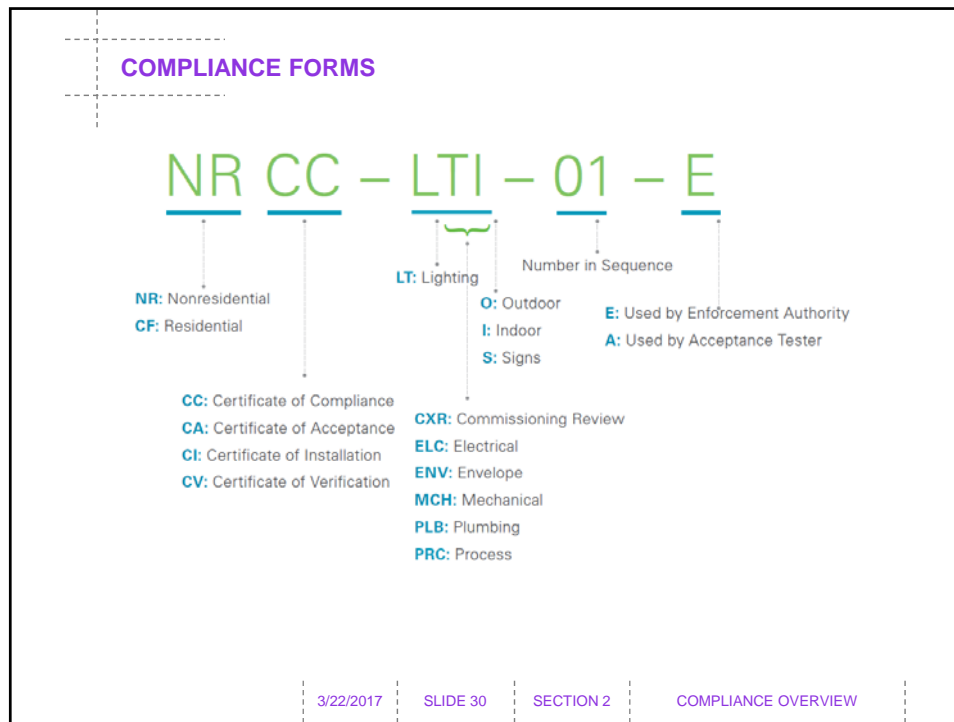 COMPLIANCE FORMS
NR CC – LTI – 01 – E
NR: Nonresidential
CF: Residential
CC: Certificate of Compliance
CA: Certificate of Acceptance
CI: Certificate of Installation
CV: Certificate of Verification
LT: Lighting
O: Outdoor
I: Indoor
S: Signs
CXR: Commissioning Review
ELC: Electrical
ENV: Envelope
MCH: Mechanical
PLB: Plumbing
PRC: Process
Number in Sequence
E: Used by Enforcement Authority
A: Used by Acceptance Tester
3/22/2017 SLIDE 30 SECTION 2 COMPLIANCE OVERVIEW